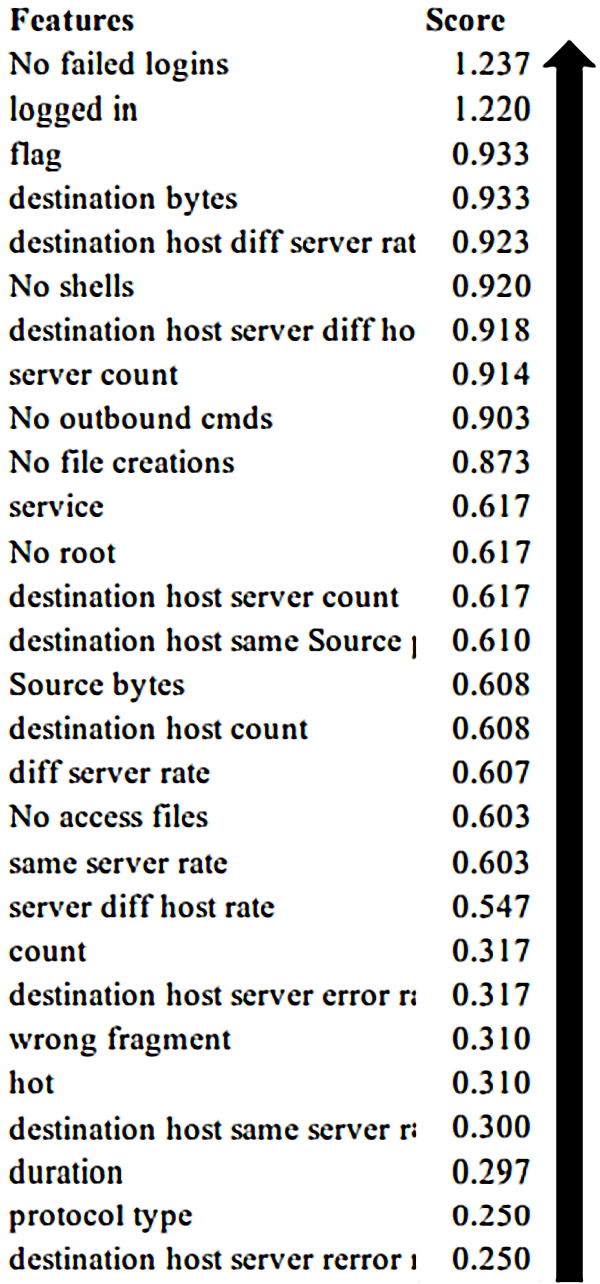 Features Score
No failed logins 1.237
logged in 1.220
flag 0.933
destination bytes 0.933
destination host diff server rat 0.923
No shells 0.920
destination host server diff ho 0.918
server count 0.914
No outbound cmds 0.903
No file creations 0.873
service 0.617
No root 0.617
destination host server count 0.617
destination host same Source 0.610
Source bytes 0.608
destination host count 0.608
diff server rate 0.607
No access files 0.603
same server rate 0.603
server diff host rate 0.547
count 0.317
destination host server error 0.317
wrong fragment 0.310
hot 0.310
destination host same server 0.300
duration 0.297
protocol type 0.250
destination host server rerror 0.250